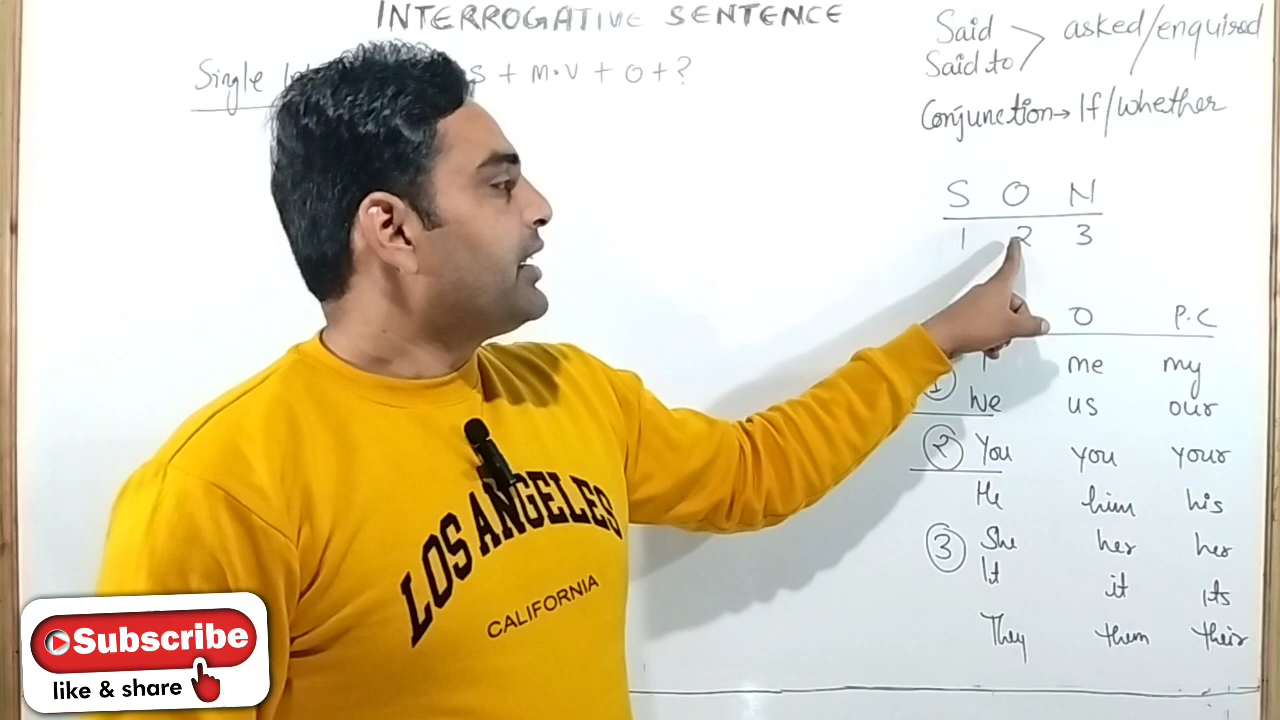 INTERROGATIVE SENTENCE
Single S + M.V + O + ?
Said
Said to > asked/enquired
Conjunction → If/whether
S O N
1 2 3
O P.C
1 I me my
We us our
2 You you your
He him his
3 She her her
It it its
They them their
LOS ANGELES
CALIFORNIA
Subscribe
like & share